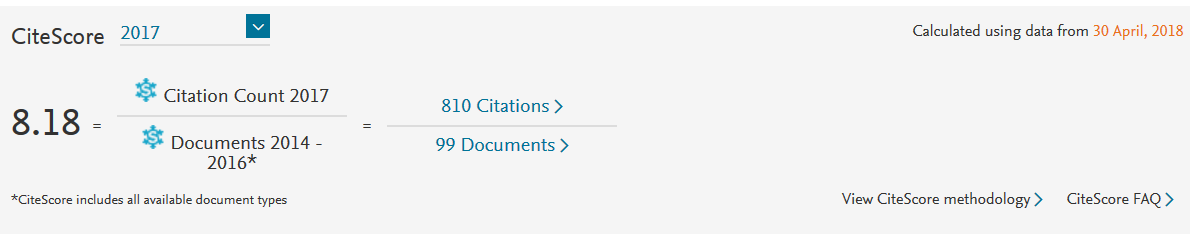 CiteScore 2017 Calculated using data from 30 April, 2018
8.18 = Citation Count 2017 = 810 Citations
Documents 2014 - 99 Documents
2016*
*CiteScore includes all available document types View CiteScore methodology CiteScore FAQ